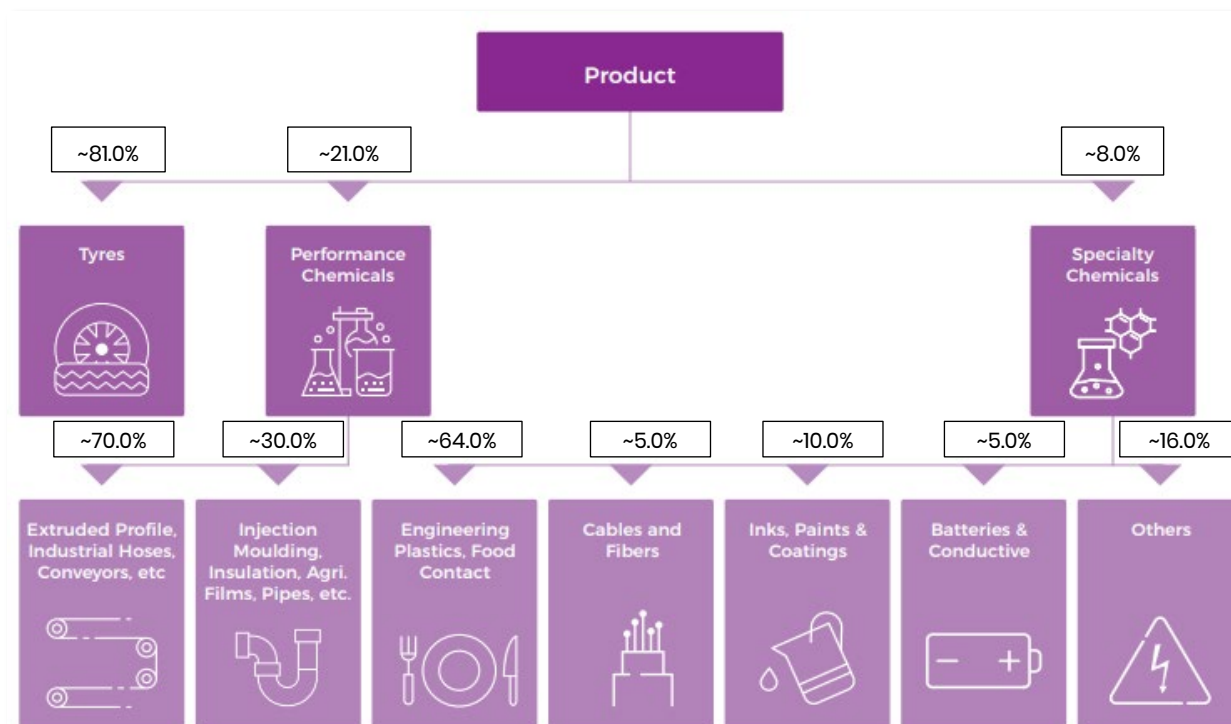 Product
~81.0%
~21.0%
~8.0%
Tyres
Performance
Chemicals
Specialty
Chemicals
~70.0%
~30.0%
~64.0%
~5.0%
~10.0%
~5.0%
~16.0%
Extruded Profile,
Industrial Hoses,
Conveyors, etc
Injection
Moulding,
Insulation, Agri.
Films, Pipes, etc.
Engineering
Plastics, Food
Contact
Cables and
Fibers
Inks, Paints &
Coatings
Batteries &
Conductive
Others